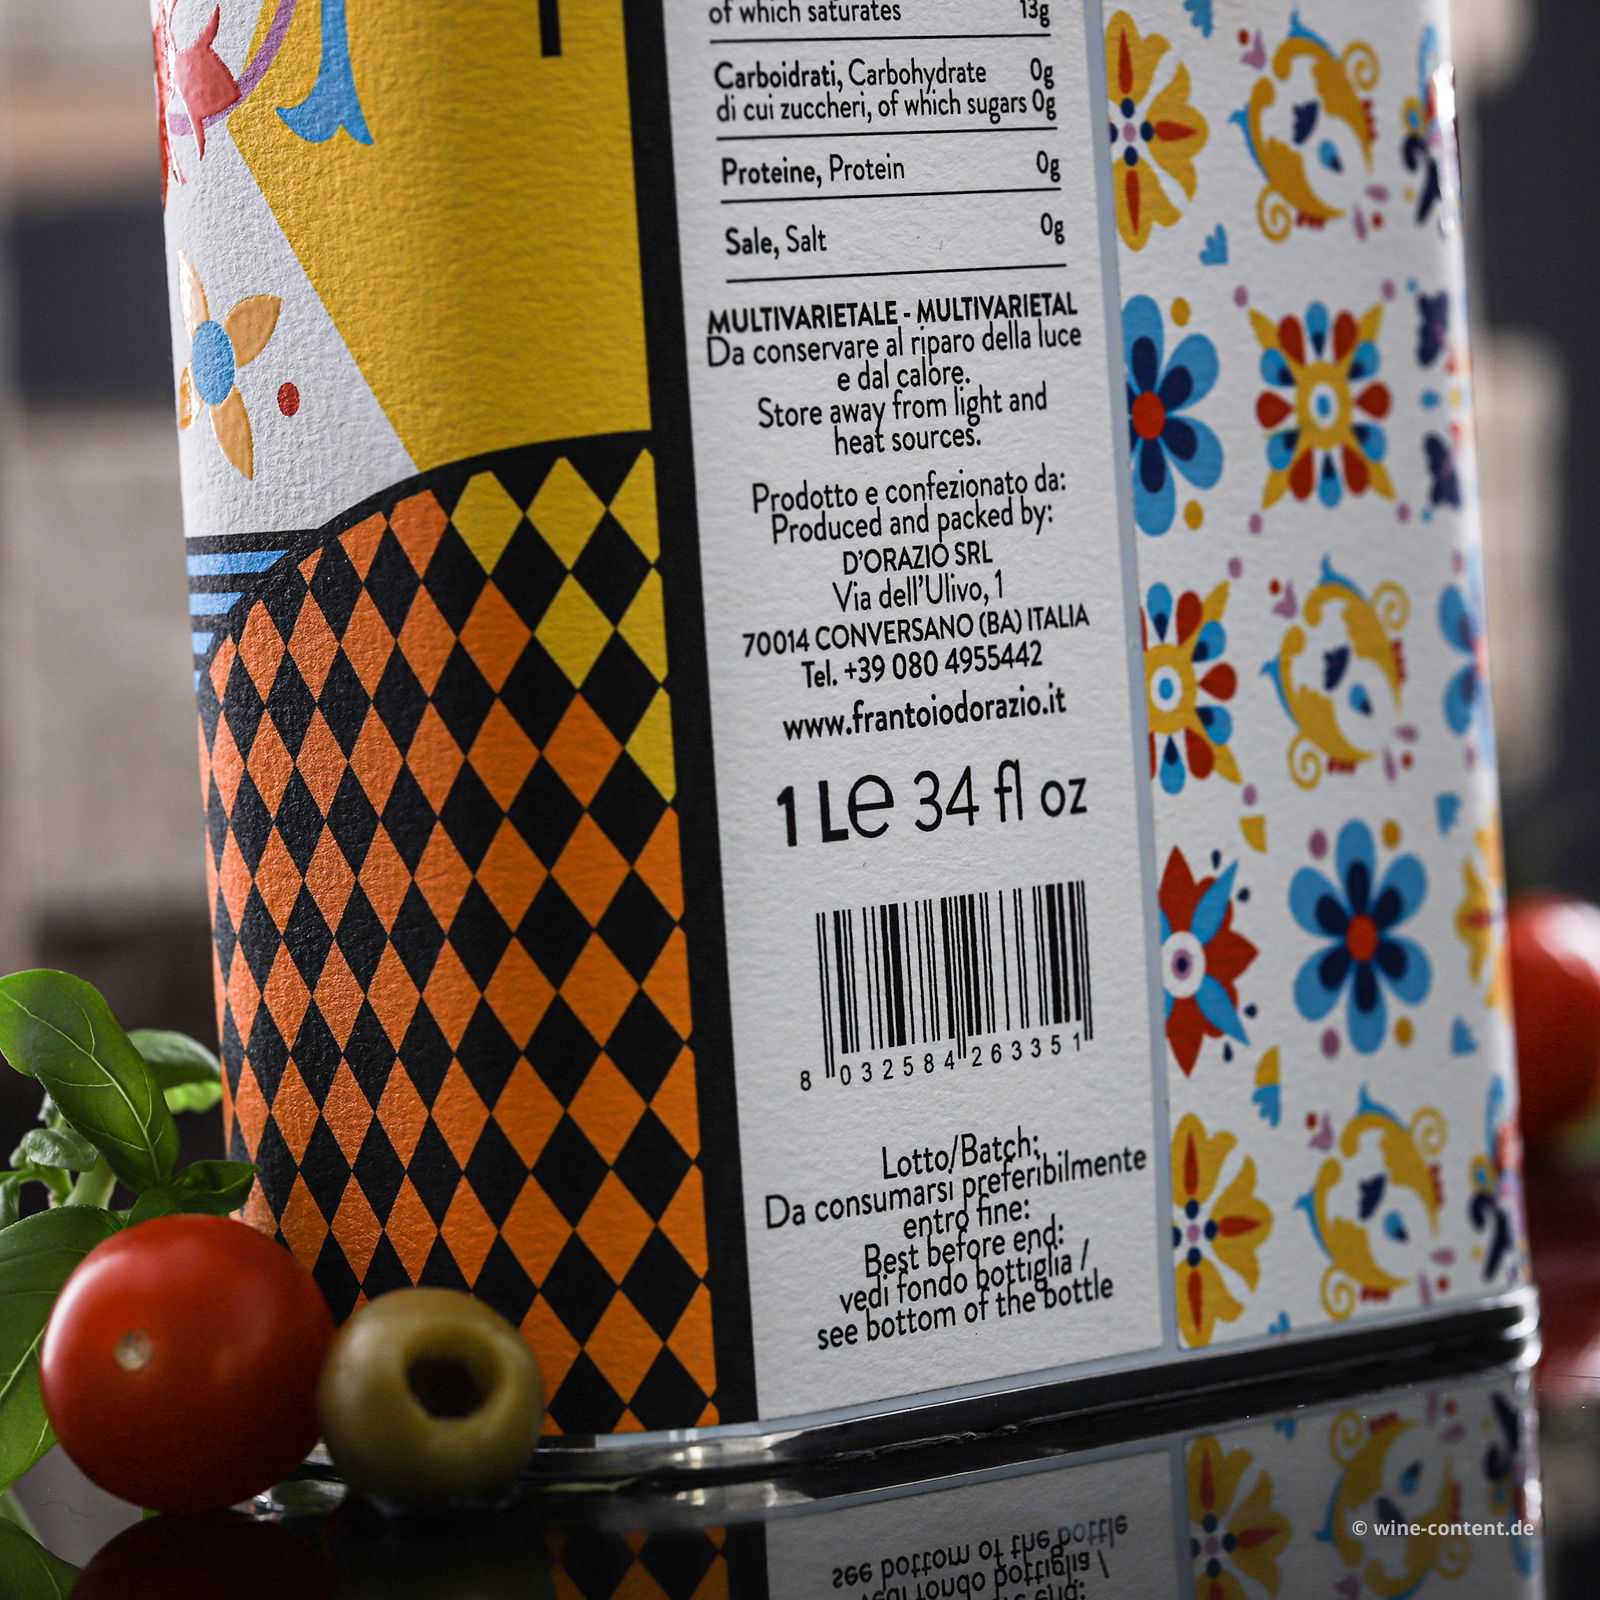 of which saturates 13g
Carboidrati, Carbohydrate 0g
di cui zuccheri, of which sugars 0g
Proteine, Protein 0g
Sale, Salt 0g
MULTIVARIETALE - MULTIVARIETAL
Da conservare al riparo della luce
e dal calore.
Store away from light and
heat sources.
Prodotto e confezionato da:
Produced and packed by:
D'ORAZIO SRL
Via dell'Ulivo, 1
70014 CONVERSANO (BA) ITALIA
Tel. +39 080 4955442
www.frantoiodorazio.it
1 L e 34 fl oz
8 032584 263351
Lotto/Batch:
Da consumarsi preferibilmente
entro fine:
Best before end:
vedi fondo bottiglia /
see bottom of the bottle
© wine-content.de